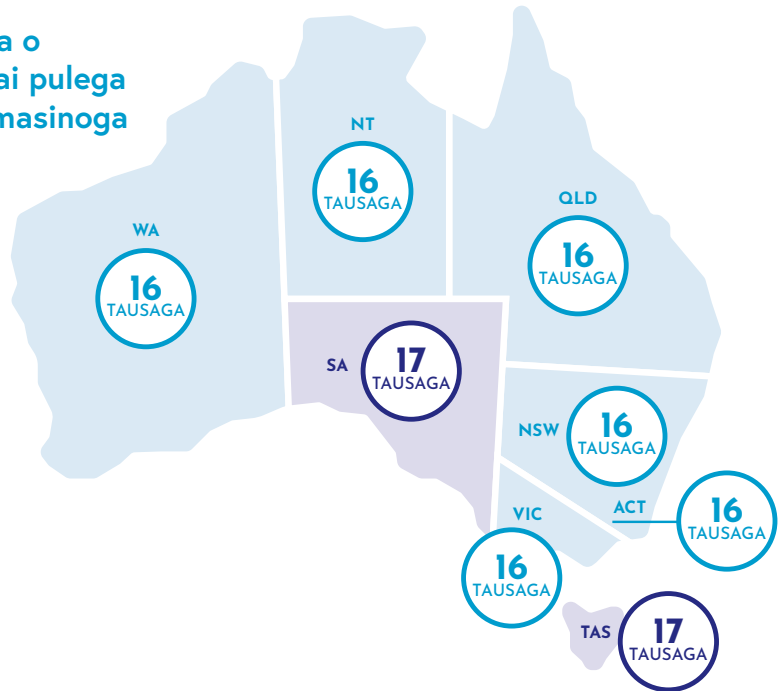 a o
ai pulega
masinoga
NT
16
TAUSAGA
QLD
16
TAUSAGA
WA
16
TAUSAGA
SA
17
TAUSAGA
NSW
16
TAUSAGA
ACT
16
TAUSAGA
VIC
16
TAUSAGA
TAS
17
TAUSAGA